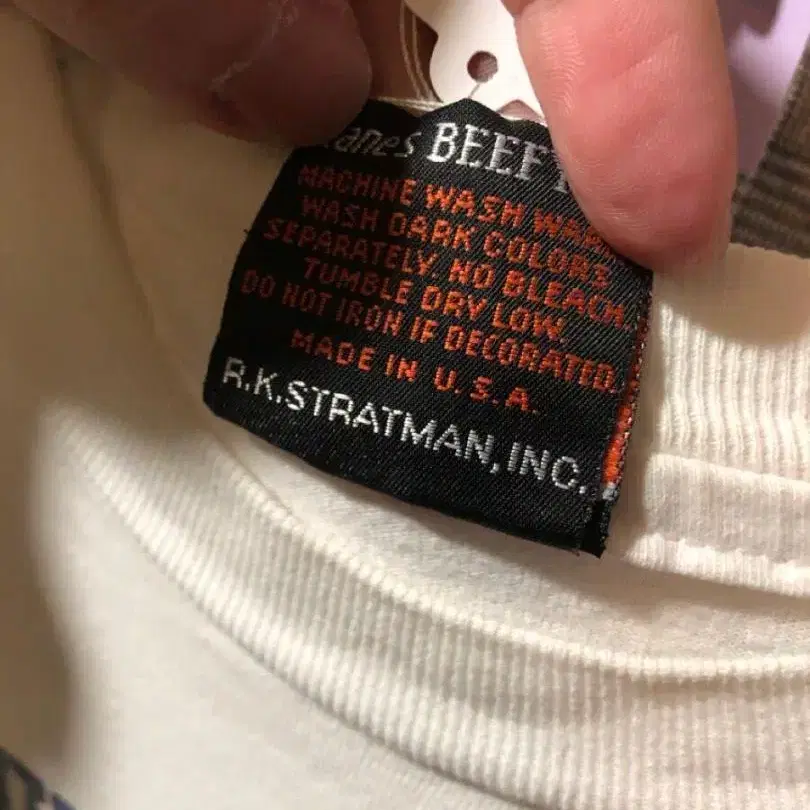 BEEF
MACHINE WASH
WASH DARK COLORS
SEPARATELY. NO BLEACH.
TUMBLE DRY LOW.
DO NOT IRON IF DECORATED.
MADE IN U.S.A.
R.K.STRATMAN, INC.